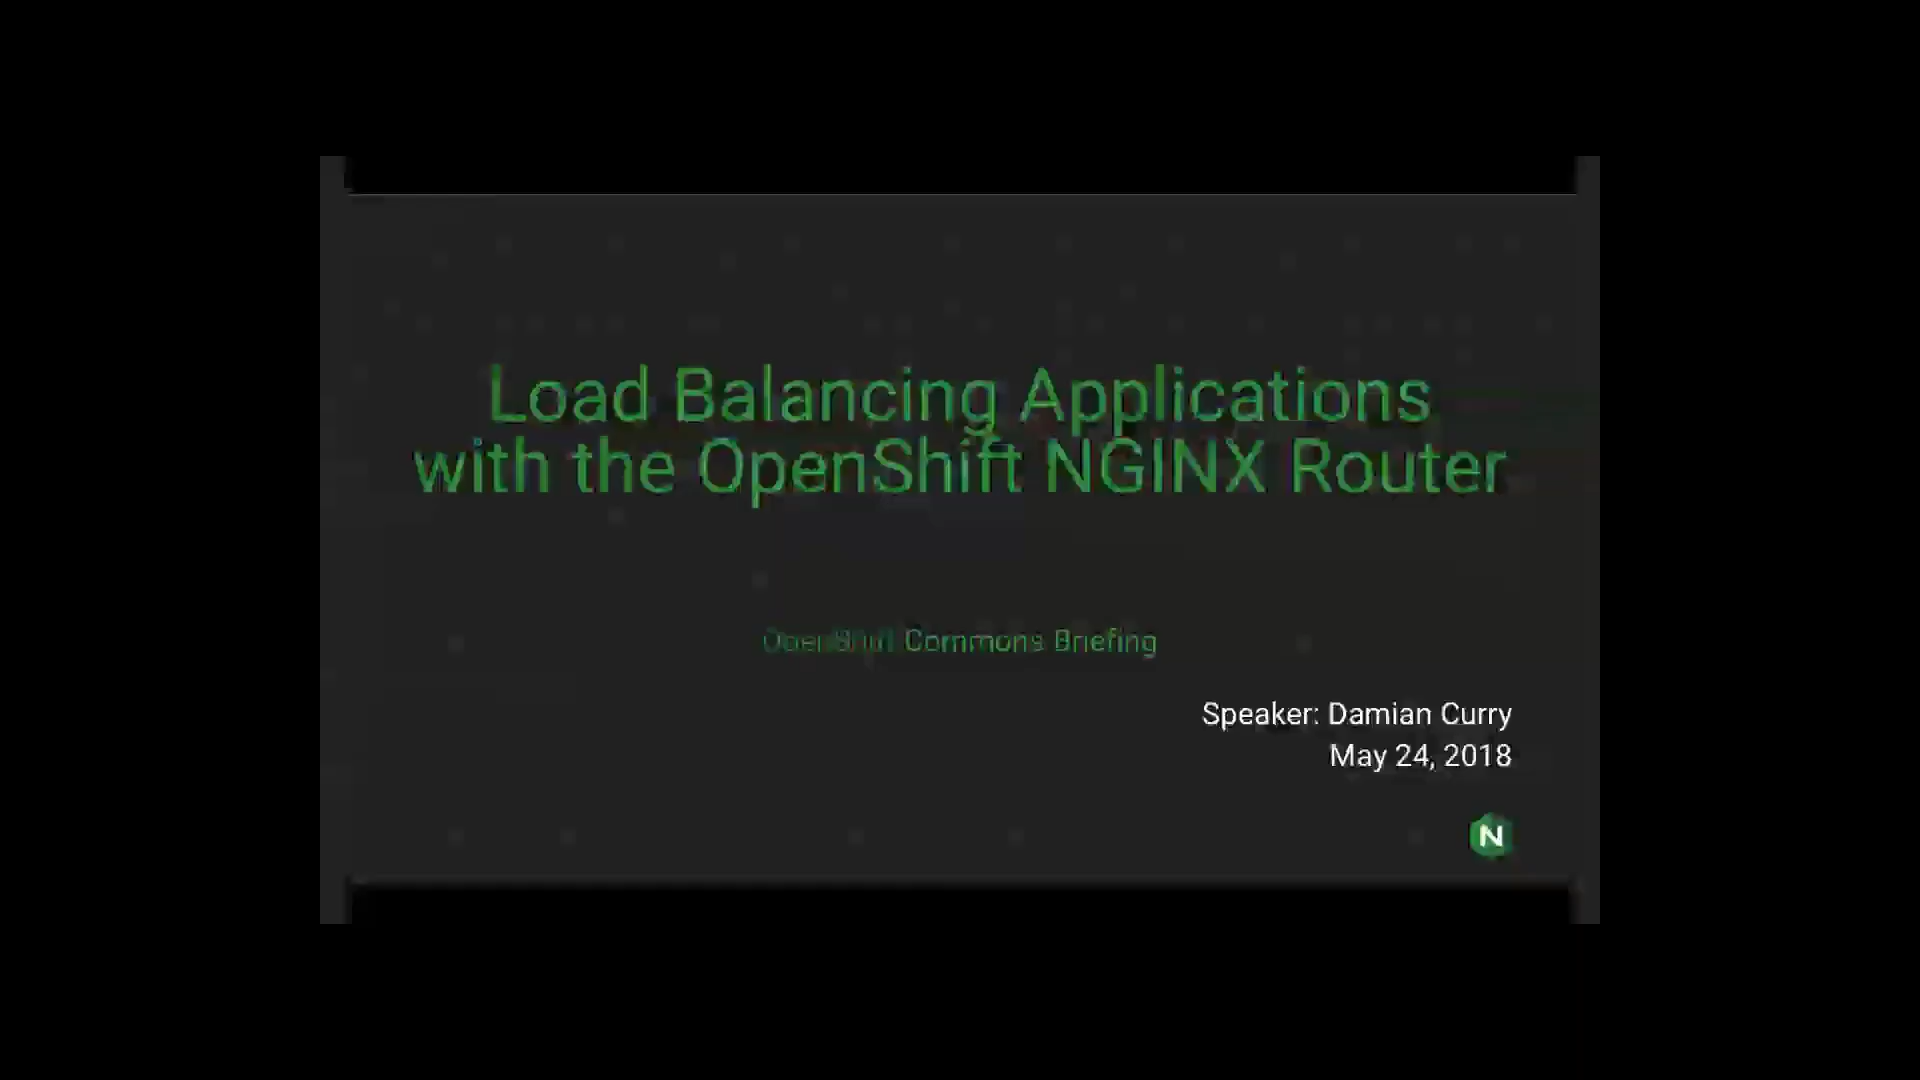 Load Balancing Applications
with the OpenShift NGINX Router
OpenShift Commons Briefing
Speaker: Damian Curry
May 24, 2018
N